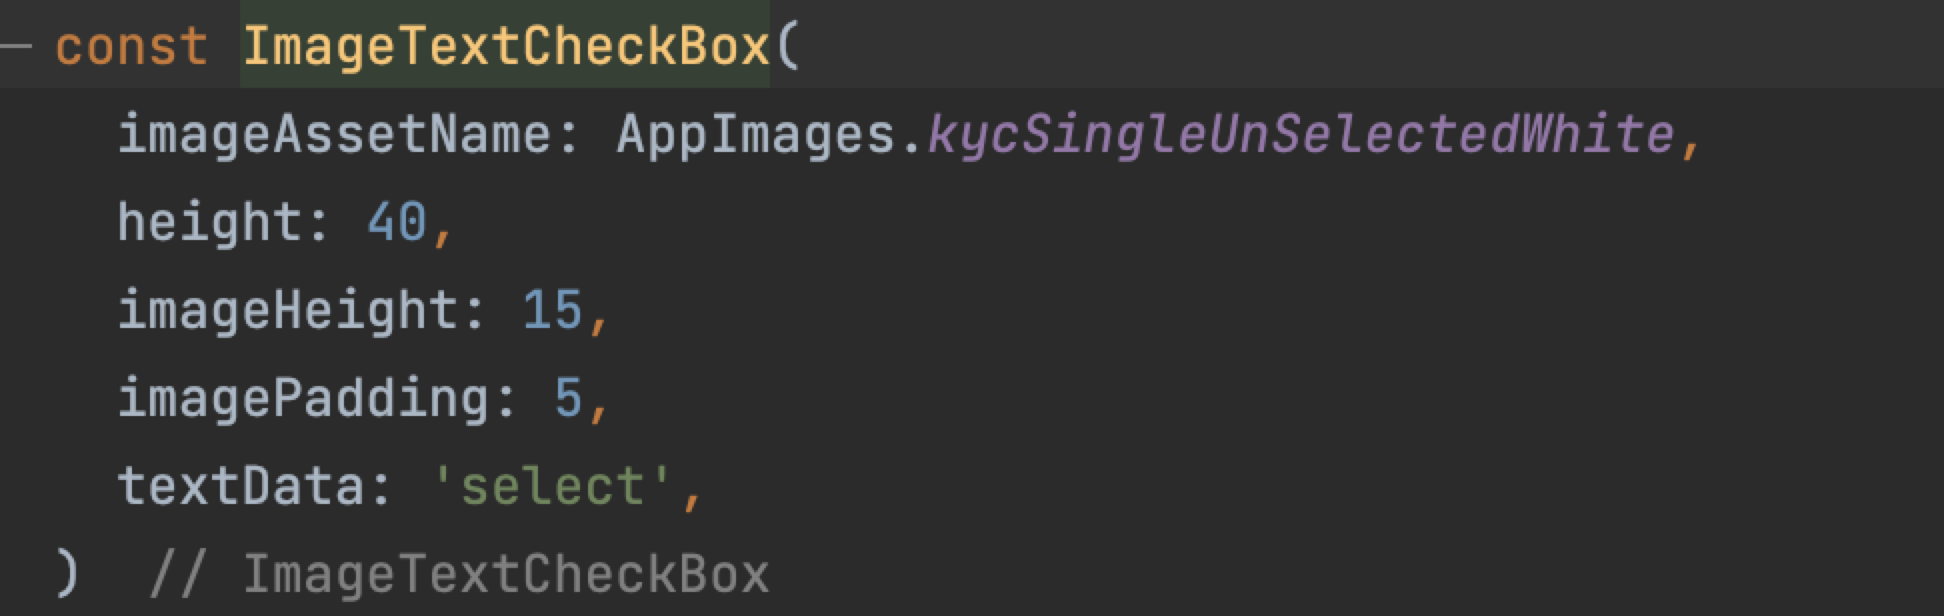 const ImageTextCheckBox(
imageAssetName: AppImages.kycSingleUnSelectedWhite,
height: 40,
imageHeight: 15,
imagePadding: 5,
textData: 'select',
) // ImageTextCheckBox